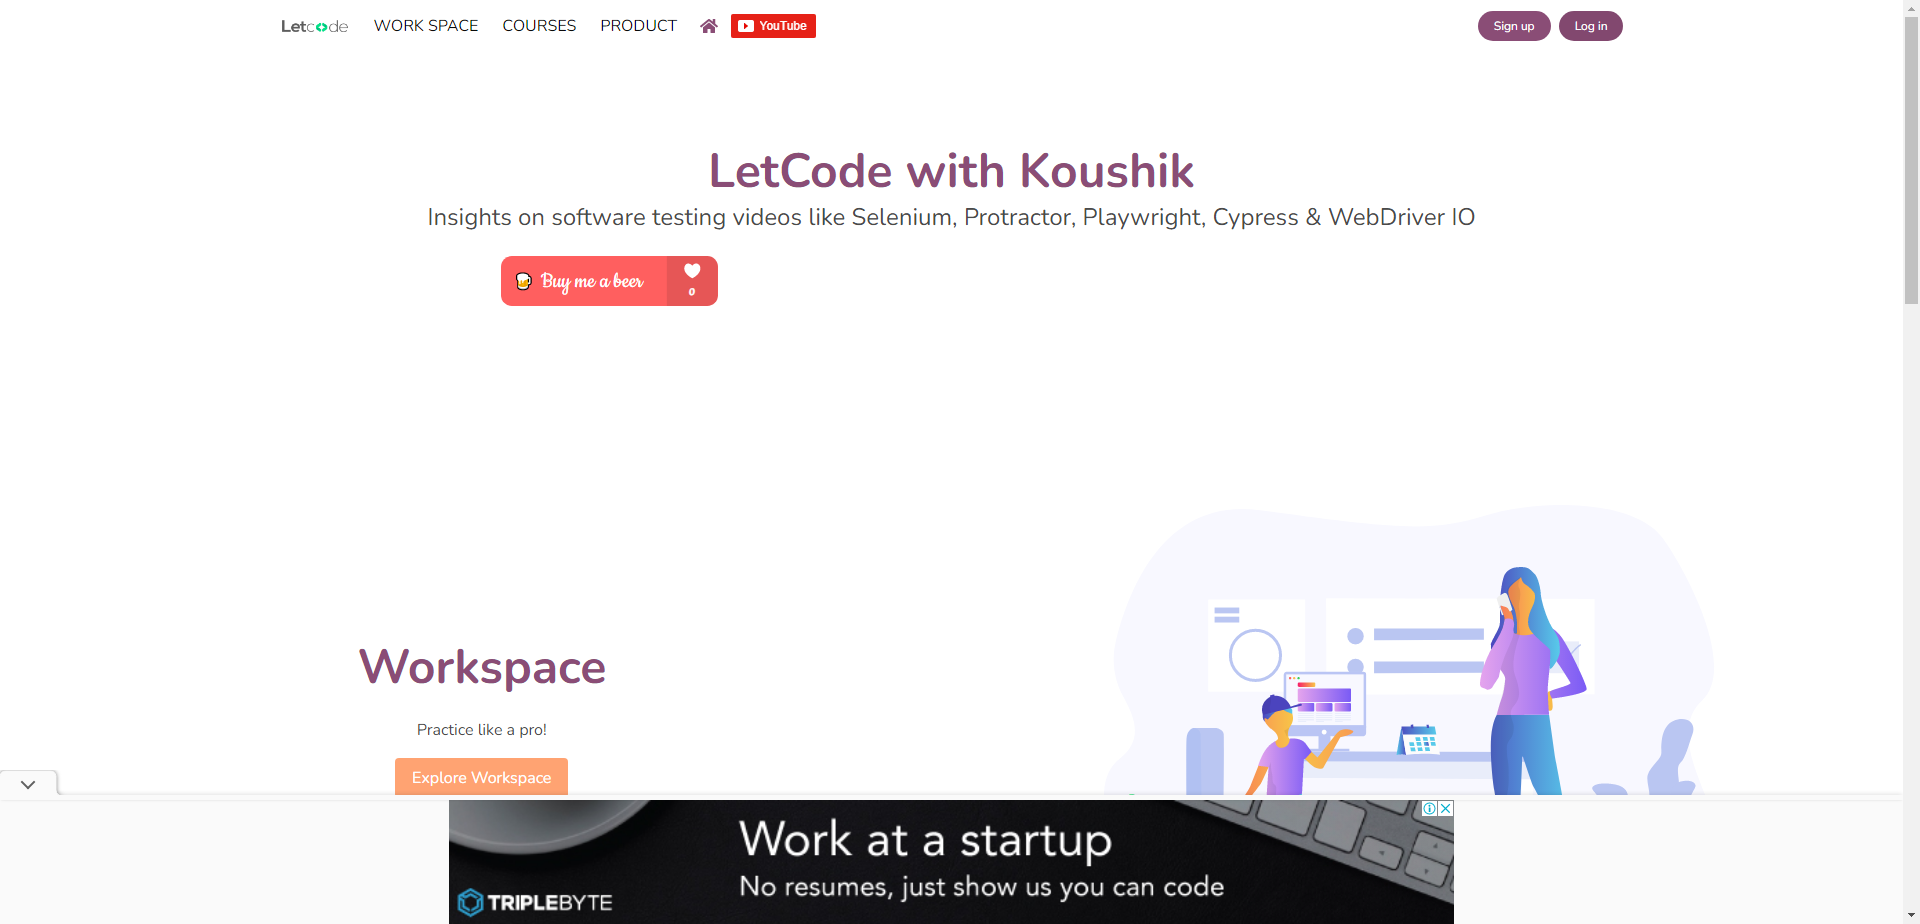 Letcode WORK SPACE COURSES PRODUCT YouTube Sign up Log in
LetCode with Koushik
Insights on software testing videos like Selenium, Protractor, Playwright, Cypress & WebDriver IO
Buy me a beer 0
Workspace
Practice like a pro!
Explore Workspace
Work at a startup
No resumes, just show us you can code
TRIPLEBYTE